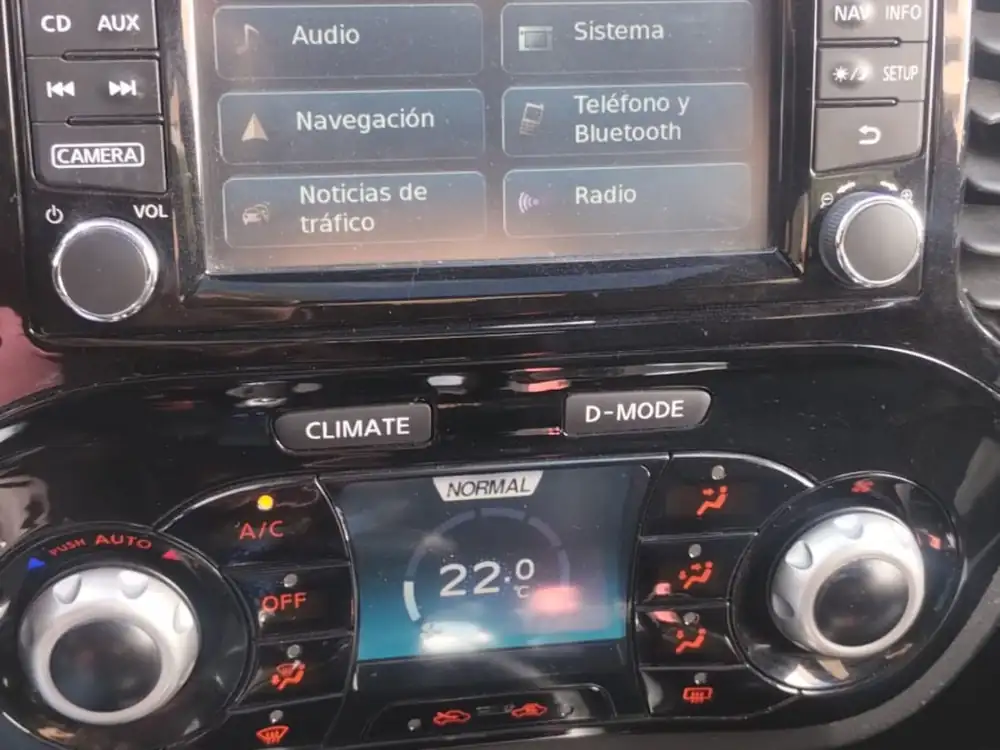 CD AUX
NAV INFO
Audio
Sistema
SETUP
Navegación
Teléfono y
Bluetooth
CAMERA
Noticias de
tráfico
Radio
VOL
CLIMATE
D-MODE
NORMAL
A/C
PUSH AUTO
22.0
°C
OFF